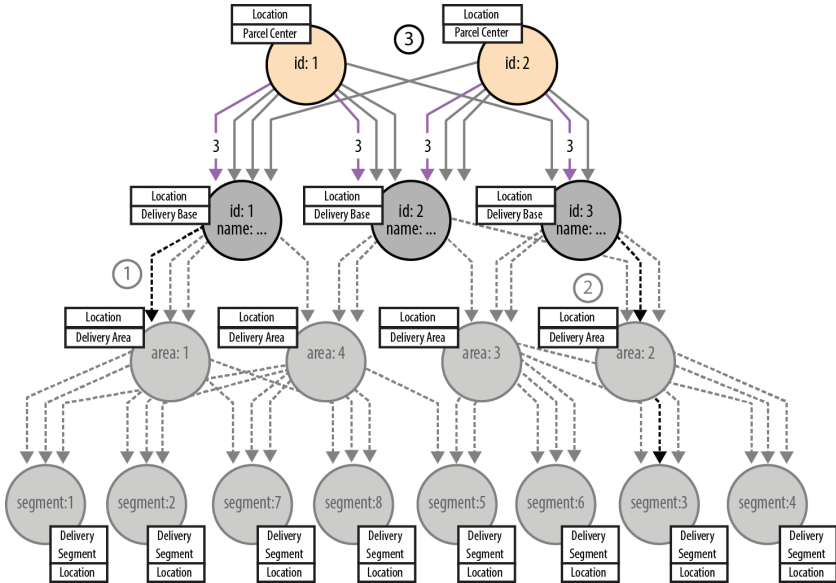 Location
Parcel Center
id: 1
3
Location
Parcel Center
id: 2
3
3
3
3
Location
Delivery Base
id: 1
name: ...
Location
Delivery Base
id: 2
name: ...
Location
Delivery Base
id: 3
name: ...
1
2
Location
Delivery Area
area: 1
Location
Delivery Area
area: 4
Location
Delivery Area
area: 3
Location
Delivery Area
area: 2
segment:1
segment:2
segment:7
segment:8
segment:5
segment:6
segment:3
segment:4
Delivery
Segment
Location
Delivery
Segment
Location
Delivery
Segment
Location
Delivery
Segment
Location
Delivery
Segment
Location
Delivery
Segment
Location
Delivery
Segment
Location
Delivery
Segment
Location